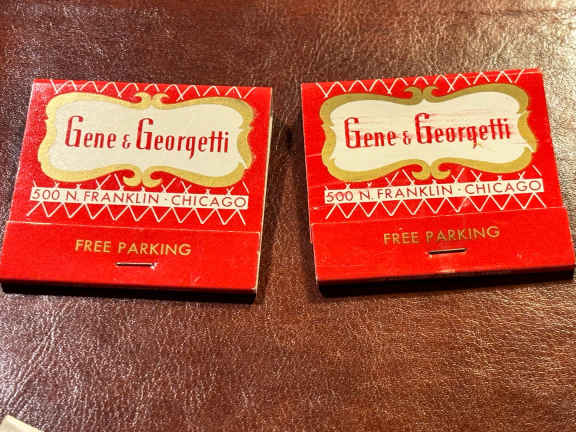 Gene & Georgetti
500 N. FRANKLIN · CHICAGO
FREE PARKING
Gene & Georgetti
500 N. FRANKLIN · CHICAGO
FREE PARKING